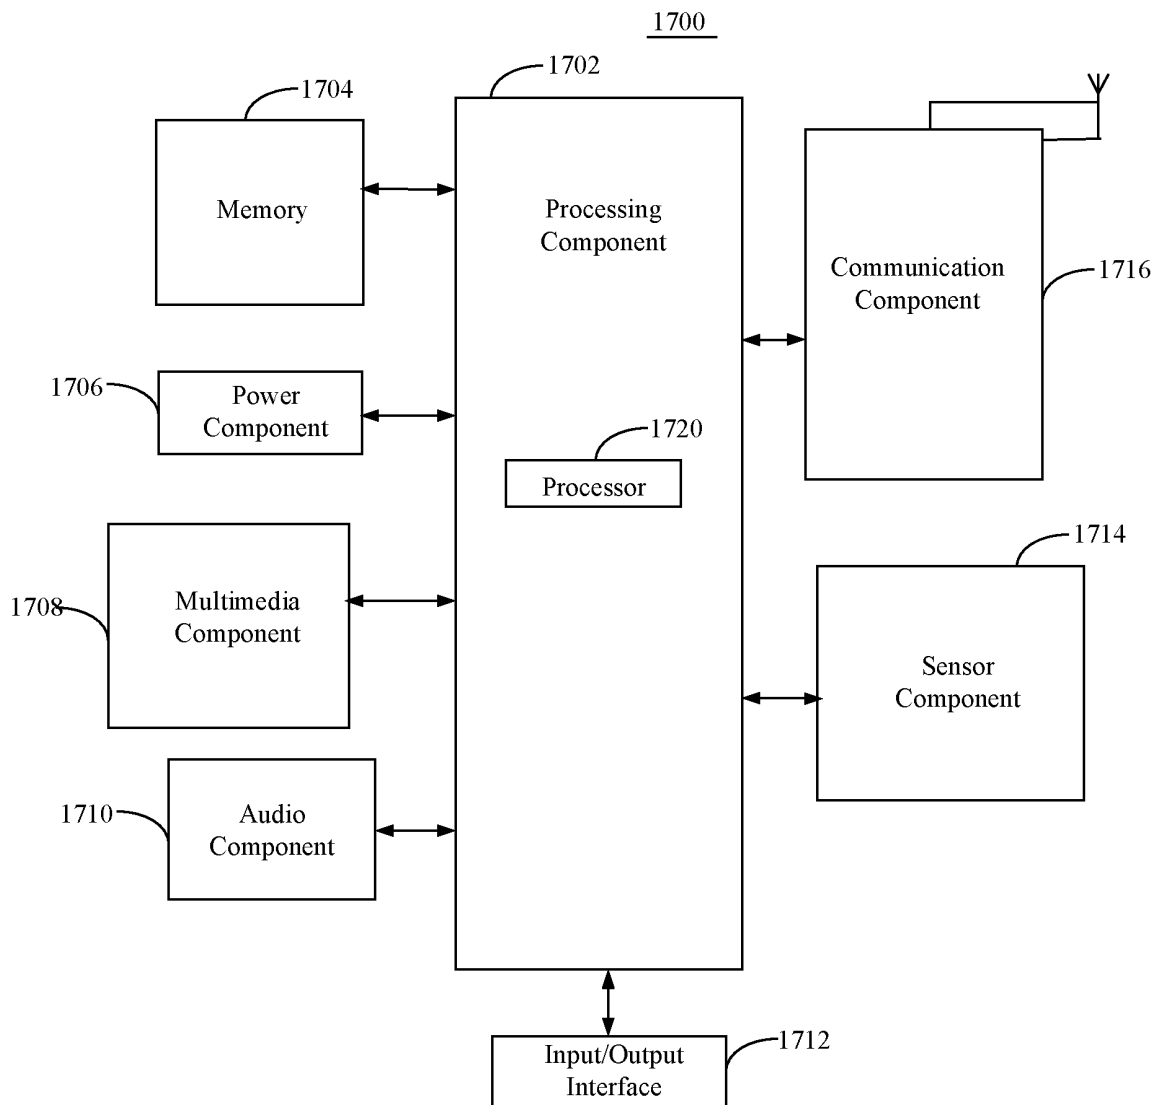 1700
1702
1704
Memory
Processing
Component
Communication
Component
1716
1706
Power
Component
1720
Processor
1714
1708
Multimedia
Component
Sensor
Component
1710
Audio
Component
1712
Input/Output
Interface